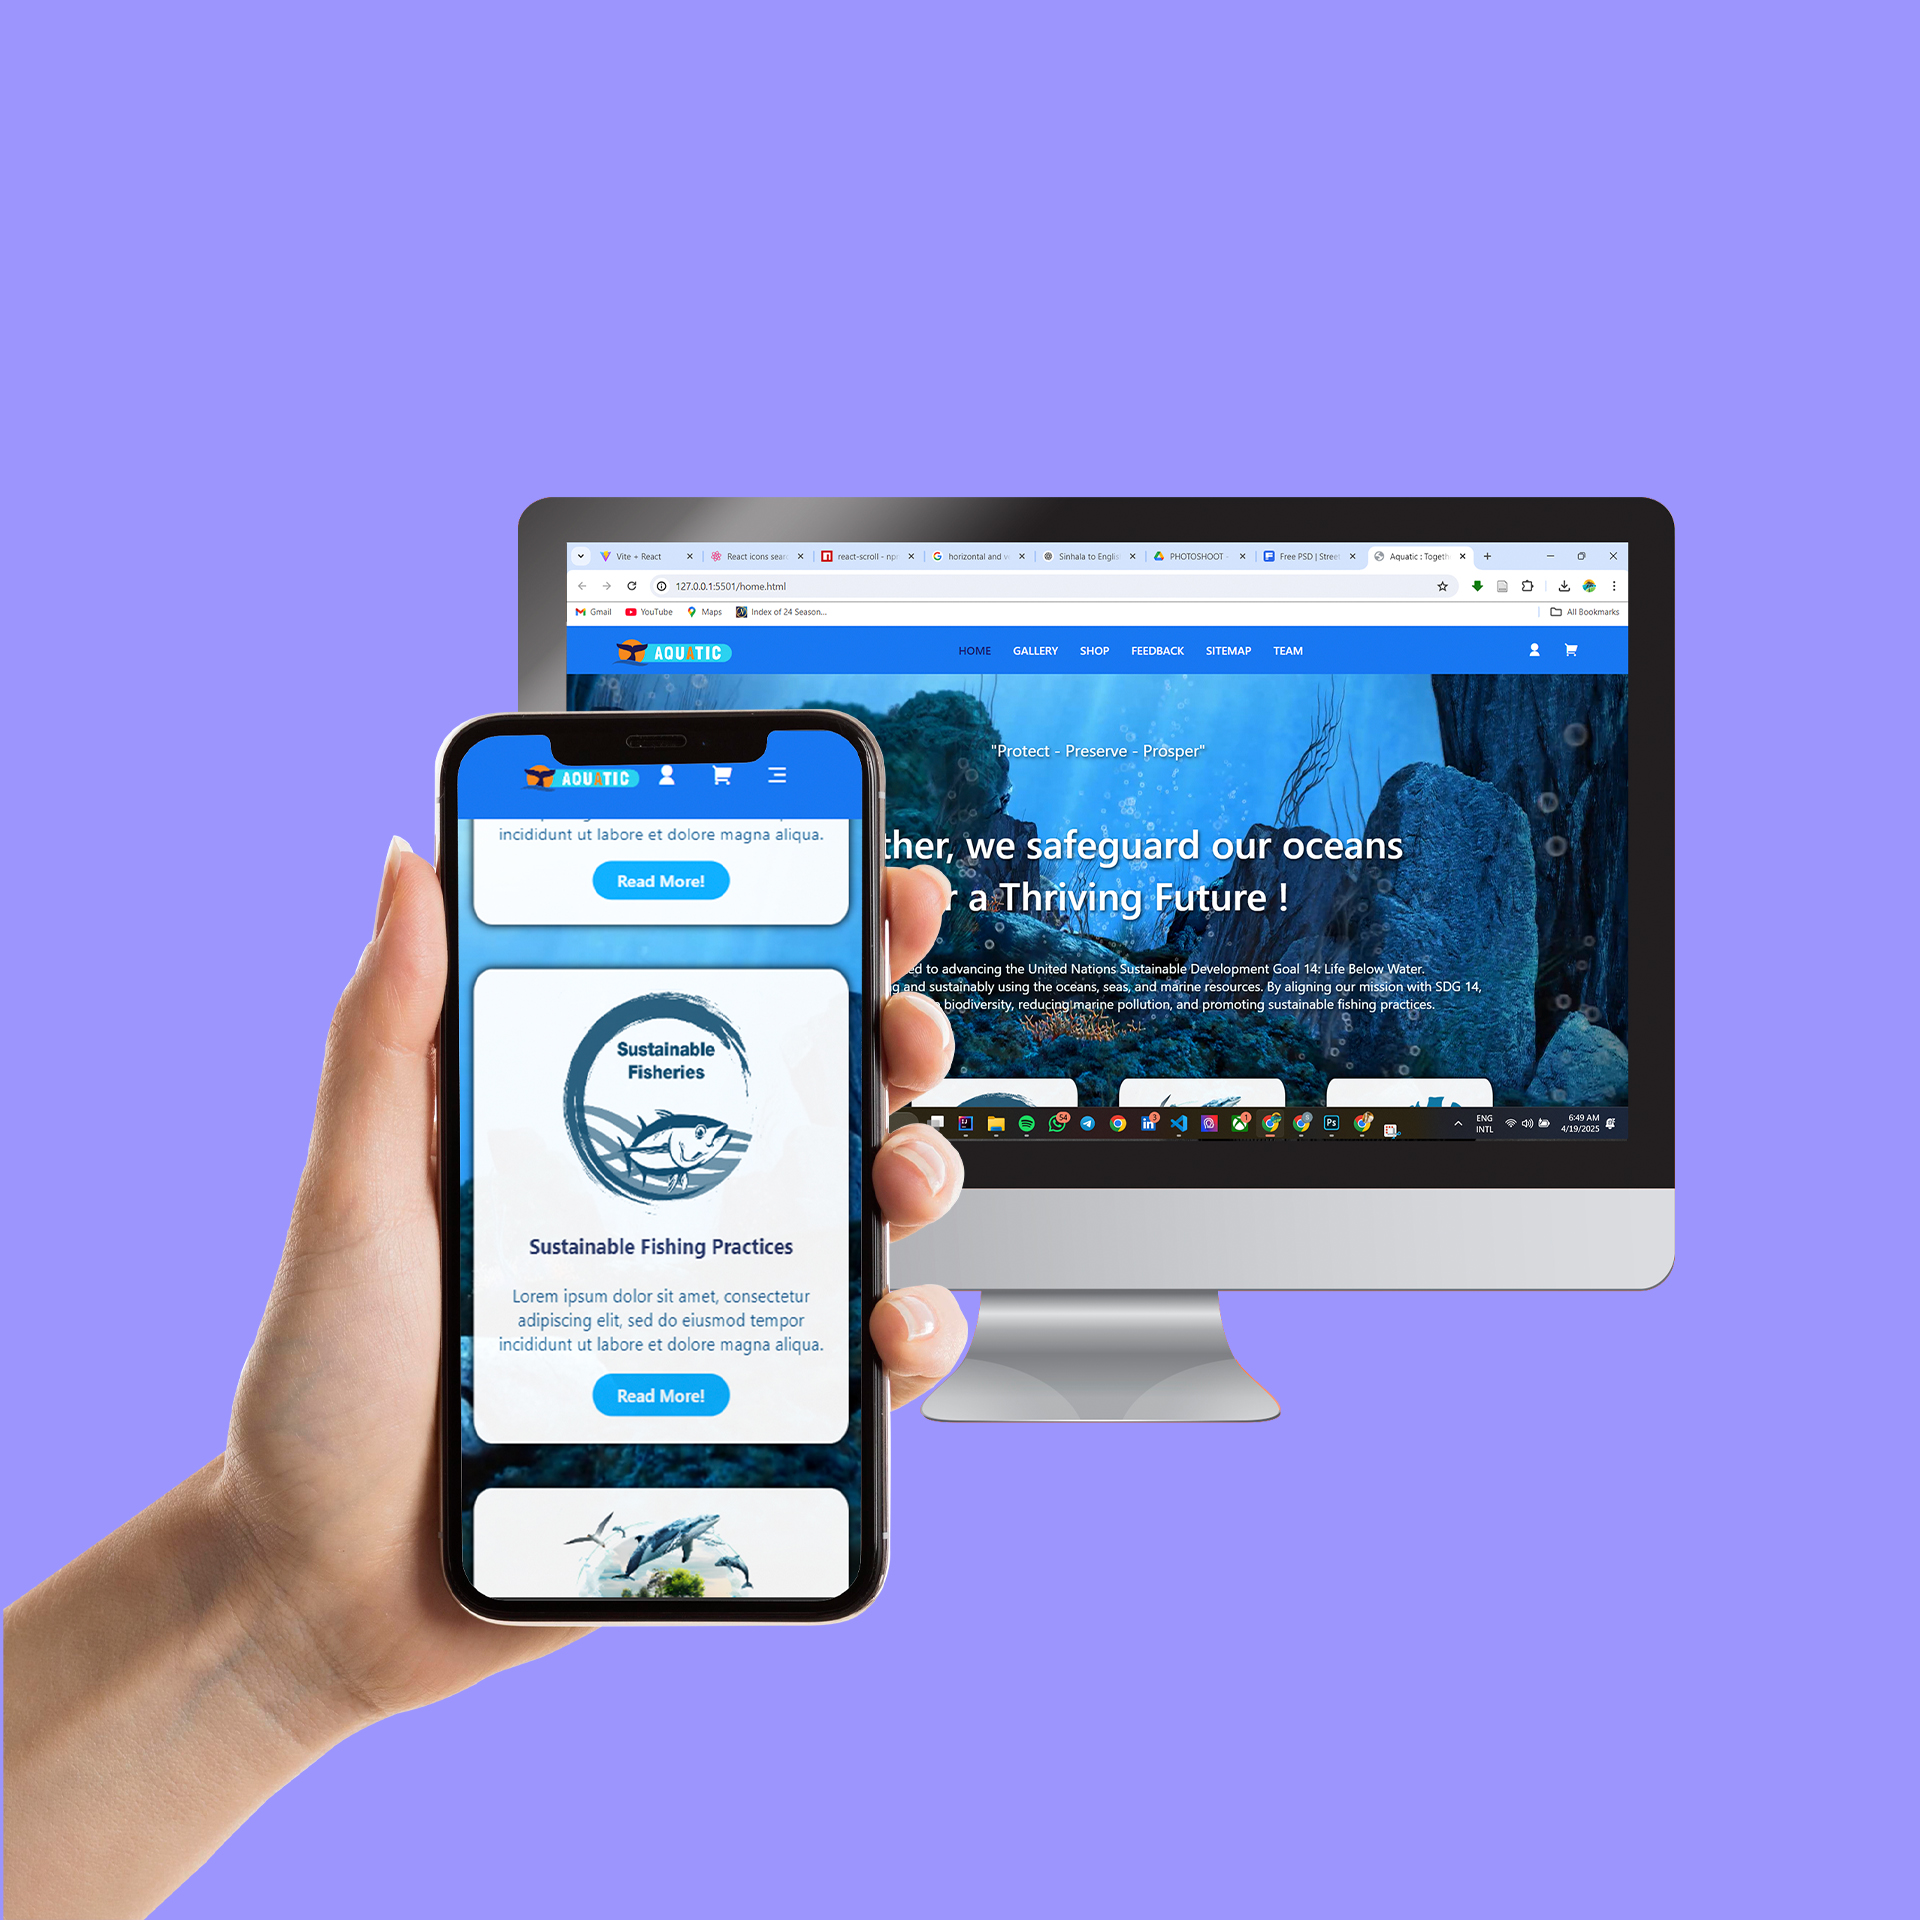 Vite + React
React icons sear
react-scroll - np
horizontal and v
Sinhala to Englis
PHOTOSHOOT -
Free PSD | Street
Aquatic : Togeth
127.0.0.1:5501/home.html
Gmail
YouTube
Maps
Index of 24 Season...
All Bookmarks
AQUATIC
HOME
GALLERY
SHOP
FEEDBACK
SITEMAP
TEAM
"Protect - Preserve - Prosper"
ther, we safeguard our oceans
r a Thriving Future !
ed to advancing the United Nations Sustainable Development Goal 14: Life Below Water.
g and sustainably using the oceans, seas, and marine resources. By aligning our mission with SDG 14,
biodiversity, reducing marine pollution, and promoting sustainable fishing practices.
54
3
1
Ps
ENG
INTL
6:49 AM
4/19/2025
AQUATIC
incididunt ut labore et dolore magna aliqua.
Read More!
Sustainable
Fisheries
Sustainable Fishing Practices
Lorem ipsum dolor sit amet, consectetur
adipiscing elit, sed do eiusmod tempor
incididunt ut labore et dolore magna aliqua.
Read More!